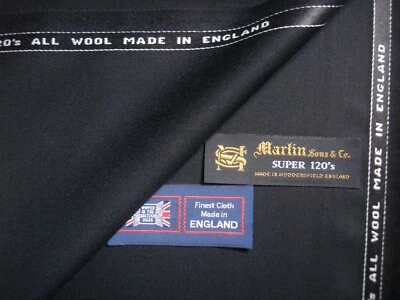 20's ALL WOOL MADE IN ENGLAND
Martin Sons & Co.
SUPER 120's
MADE IN HUDDERSFIELD ENGLAND
Finest Cloth
Made in
ENGLAND
ALL WOOL MADE IN ENGLAND